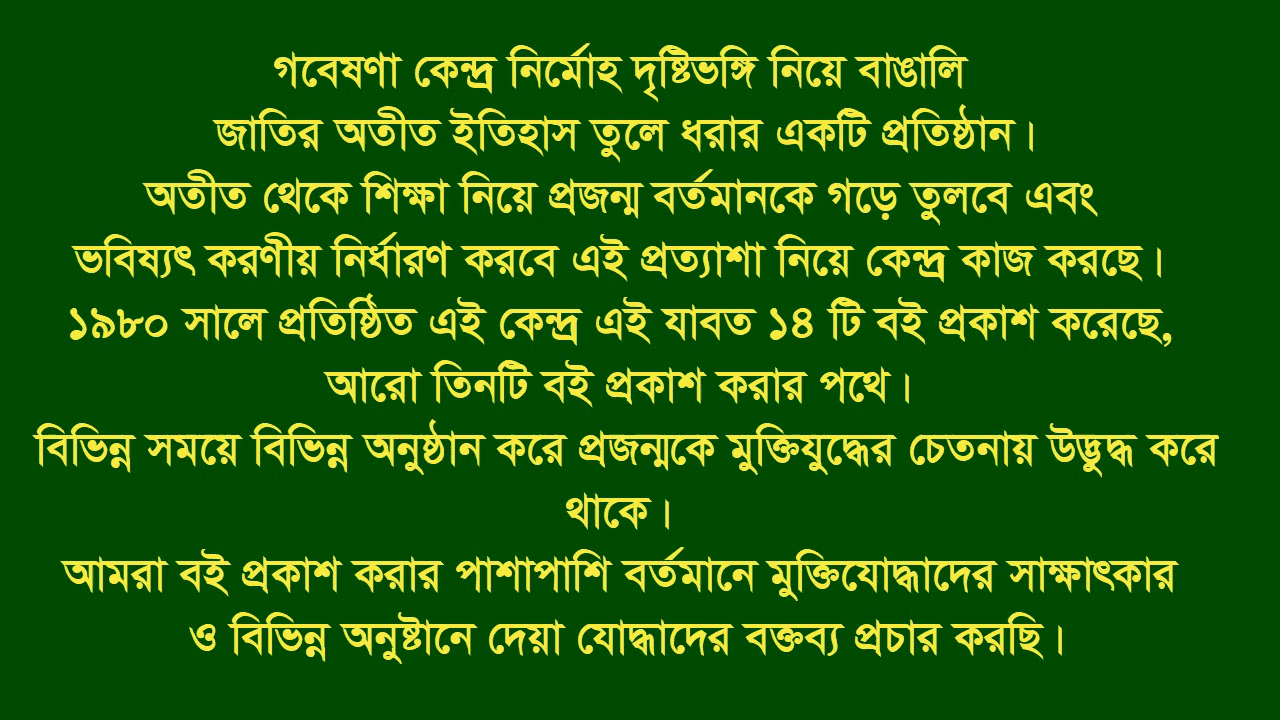 গবেষণা কেন্দ্র নির্মোহ দৃষ্টিভঙ্গি নিয়ে বাঙালি
জাতির অতীত ইতিহাস তুলে ধরার একটি প্রতিষ্ঠান।
অতীত থেকে শিক্ষা নিয়ে প্রজন্ম বর্তমানকে গড়ে তুলবে এবং
ভবিষ্যৎ করণীয় নির্ধারণ করবে এই প্রত্যাশা নিয়ে কেন্দ্র কাজ করছে।
১৯৮০ সালে প্রতিষ্ঠিত এই কেন্দ্র এই যাবত ১৪ টি বই প্রকাশ করেছে,
আরো তিনটি বই প্রকাশ করার পথে।
বিভিন্ন সময়ে বিভিন্ন অনুষ্ঠান করে প্রজন্মকে মুক্তিযুদ্ধের চেতনায় উদ্ভুদ্ধ করে
থাকে।
আমরা বই প্রকাশ করার পাশাপাশি বর্তমানে মুক্তিযোদ্ধাদের সাক্ষাৎকার
ও বিভিন্ন অনুষ্টানে দেয়া যোদ্ধাদের বক্তব্য প্রচার করছি।